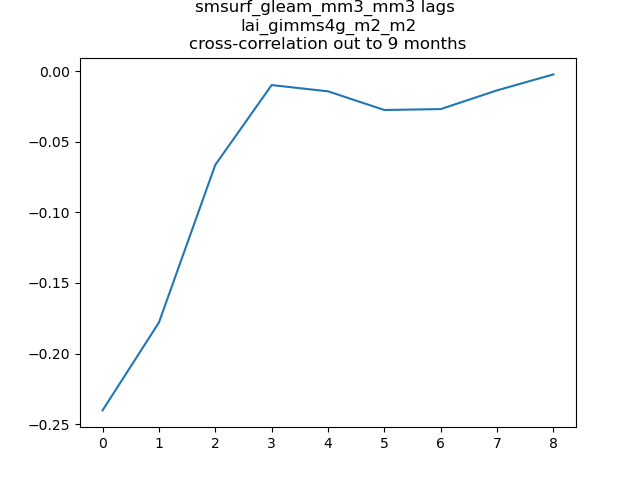 smsurf_gleam_mm3_mm3 lags
lai_gimms4g_m2_m2
cross-correlation out to 9 months
0.00
−0.05
−0.10
−0.15
−0.20
−0.25
0 1 2 3 4 5 6 7 8